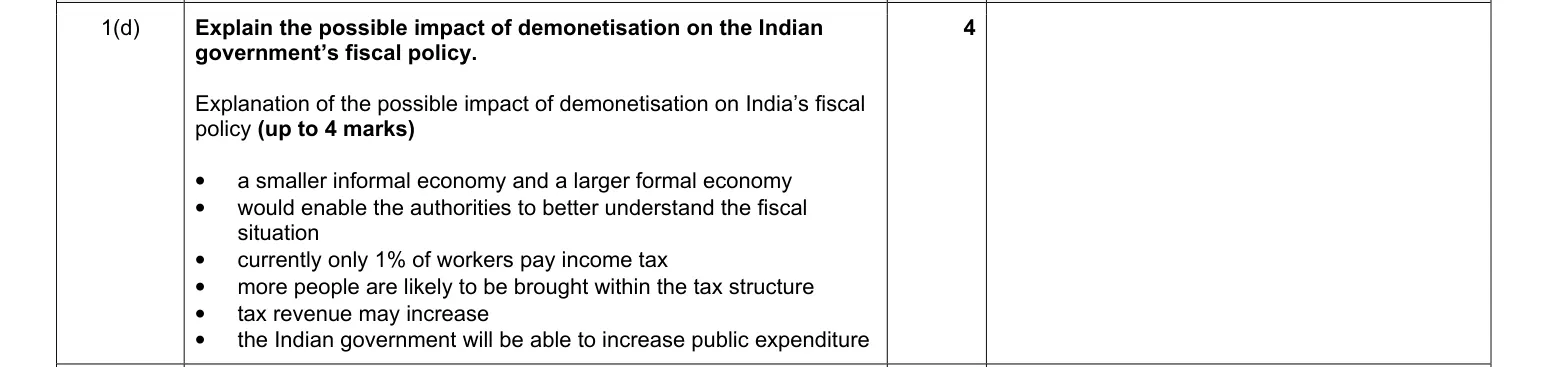 1(d)
Explain the possible impact of demonetisation on the Indian
government’s fiscal policy.
4
Explanation of the possible impact of demonetisation on India’s fiscal
policy (up to 4 marks)
• a smaller informal economy and a larger formal economy
• would enable the authorities to better understand the fiscal
situation
• currently only 1% of workers pay income tax
• more people are likely to be brought within the tax structure
• tax revenue may increase
• the Indian government will be able to increase public expenditure